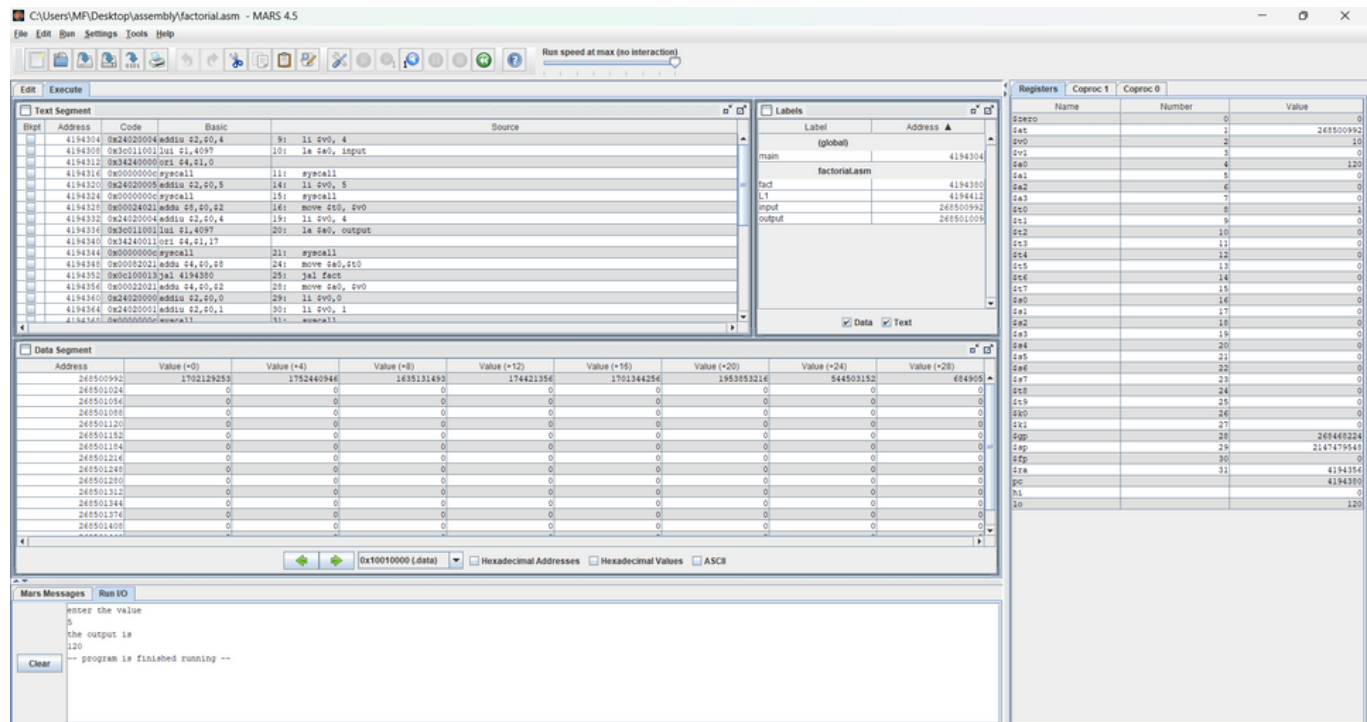 C:\Users\MF\Desktop\assembly\factorial.asm - MARS 4.5
File Edit Run Settings Tools Help
Run speed at max (no interaction)
Edit Execute
Text Segment
Bkpt Address Code Basic Source
4194304 0x24020004 addiu $2,$0,4 9: li $v0, 4
4194308 0x3c011001 lui $1,4097 10: la $a0, input
4194312 0x34240000 ori $4,$1,0
4194316 0x0000000c syscall 11: syscall
4194320 0x24020005 addiu $2,$0,5 14: li $v0, 5
4194324 0x0000000c syscall 15: syscall
4194328 0x00024021 addu $8,$0,$2 16: move $t0, $v0
4194332 0x24020004 addiu $2,$0,4 19: li $v0, 4
4194336 0x3c011001 lui $1,4097 20: la $a0, output
4194340 0x34240011 ori $4,$1,17
4194344 0x0000000c syscall 21: syscall
4194348 0x00082021 addu $4,$0,$8 24: move $a0,$t0
4194352 0x0c100013 jal 4194380 25: jal fact
4194356 0x00022021 addu $4,$0,$2 28: move $a0, $v0
4194360 0x24020000 addiu $2,$0,0 29: li $v0,0
4194364 0x24020001 addiu $2,$0,1 30: li $v0, 1
4194368 0x0000000c syscall 31: syscall
Labels
Label Address ▲
(global)
main 4194304
factorial.asm
fact 4194380
L1 4194412
input 268500992
output 268501009
Data Text
Data Segment
Address Value (+0) Value (+4) Value (+8) Value (+12) Value (+16) Value (+20) Value (+24) Value (+28)
268500992 1702129253 1752440946 1635131493 174421356 1701344256 1953853216 544503152 684905
268501024 0 0 0 0 0 0 0 0
268501056 0 0 0 0 0 0 0 0
268501088 0 0 0 0 0 0 0 0
268501120 0 0 0 0 0 0 0 0
268501152 0 0 0 0 0 0 0 0
268501184 0 0 0 0 0 0 0 0
268501216 0 0 0 0 0 0 0 0
268501248 0 0 0 0 0 0 0 0
268501280 0 0 0 0 0 0 0 0
268501312 0 0 0 0 0 0 0 0
268501344 0 0 0 0 0 0 0 0
268501376 0 0 0 0 0 0 0 0
268501408 0 0 0 0 0 0 0 0
0x10010000 (.data) Hexadecimal Addresses Hexadecimal Values ASCII
Mars Messages Run I/O
enter the value
5
the output is
120
-- program is finished running --
Clear
Registers Coproc 1 Coproc 0
Name Number Value
$zero 0 0
$at 1 268500992
$v0 2 10
$v1 3 0
$a0 4 120
$a1 5 0
$a2 6 0
$a3 7 0
$t0 8 1
$t1 9 0
$t2 10 0
$t3 11 0
$t4 12 0
$t5 13 0
$t6 14 0
$t7 15 0
$s0 16 0
$s1 17 0
$s2 18 0
$s3 19 0
$s4 20 0
$s5 21 0
$s6 22 0
$s7 23 0
$t8 24 0
$t9 25 0
$k0 26 0
$k1 27 0
$gp 28 268468224
$sp 29 2147479548
$fp 30 0
$ra 31 4194356
pc 4194380
hi 0
lo 120